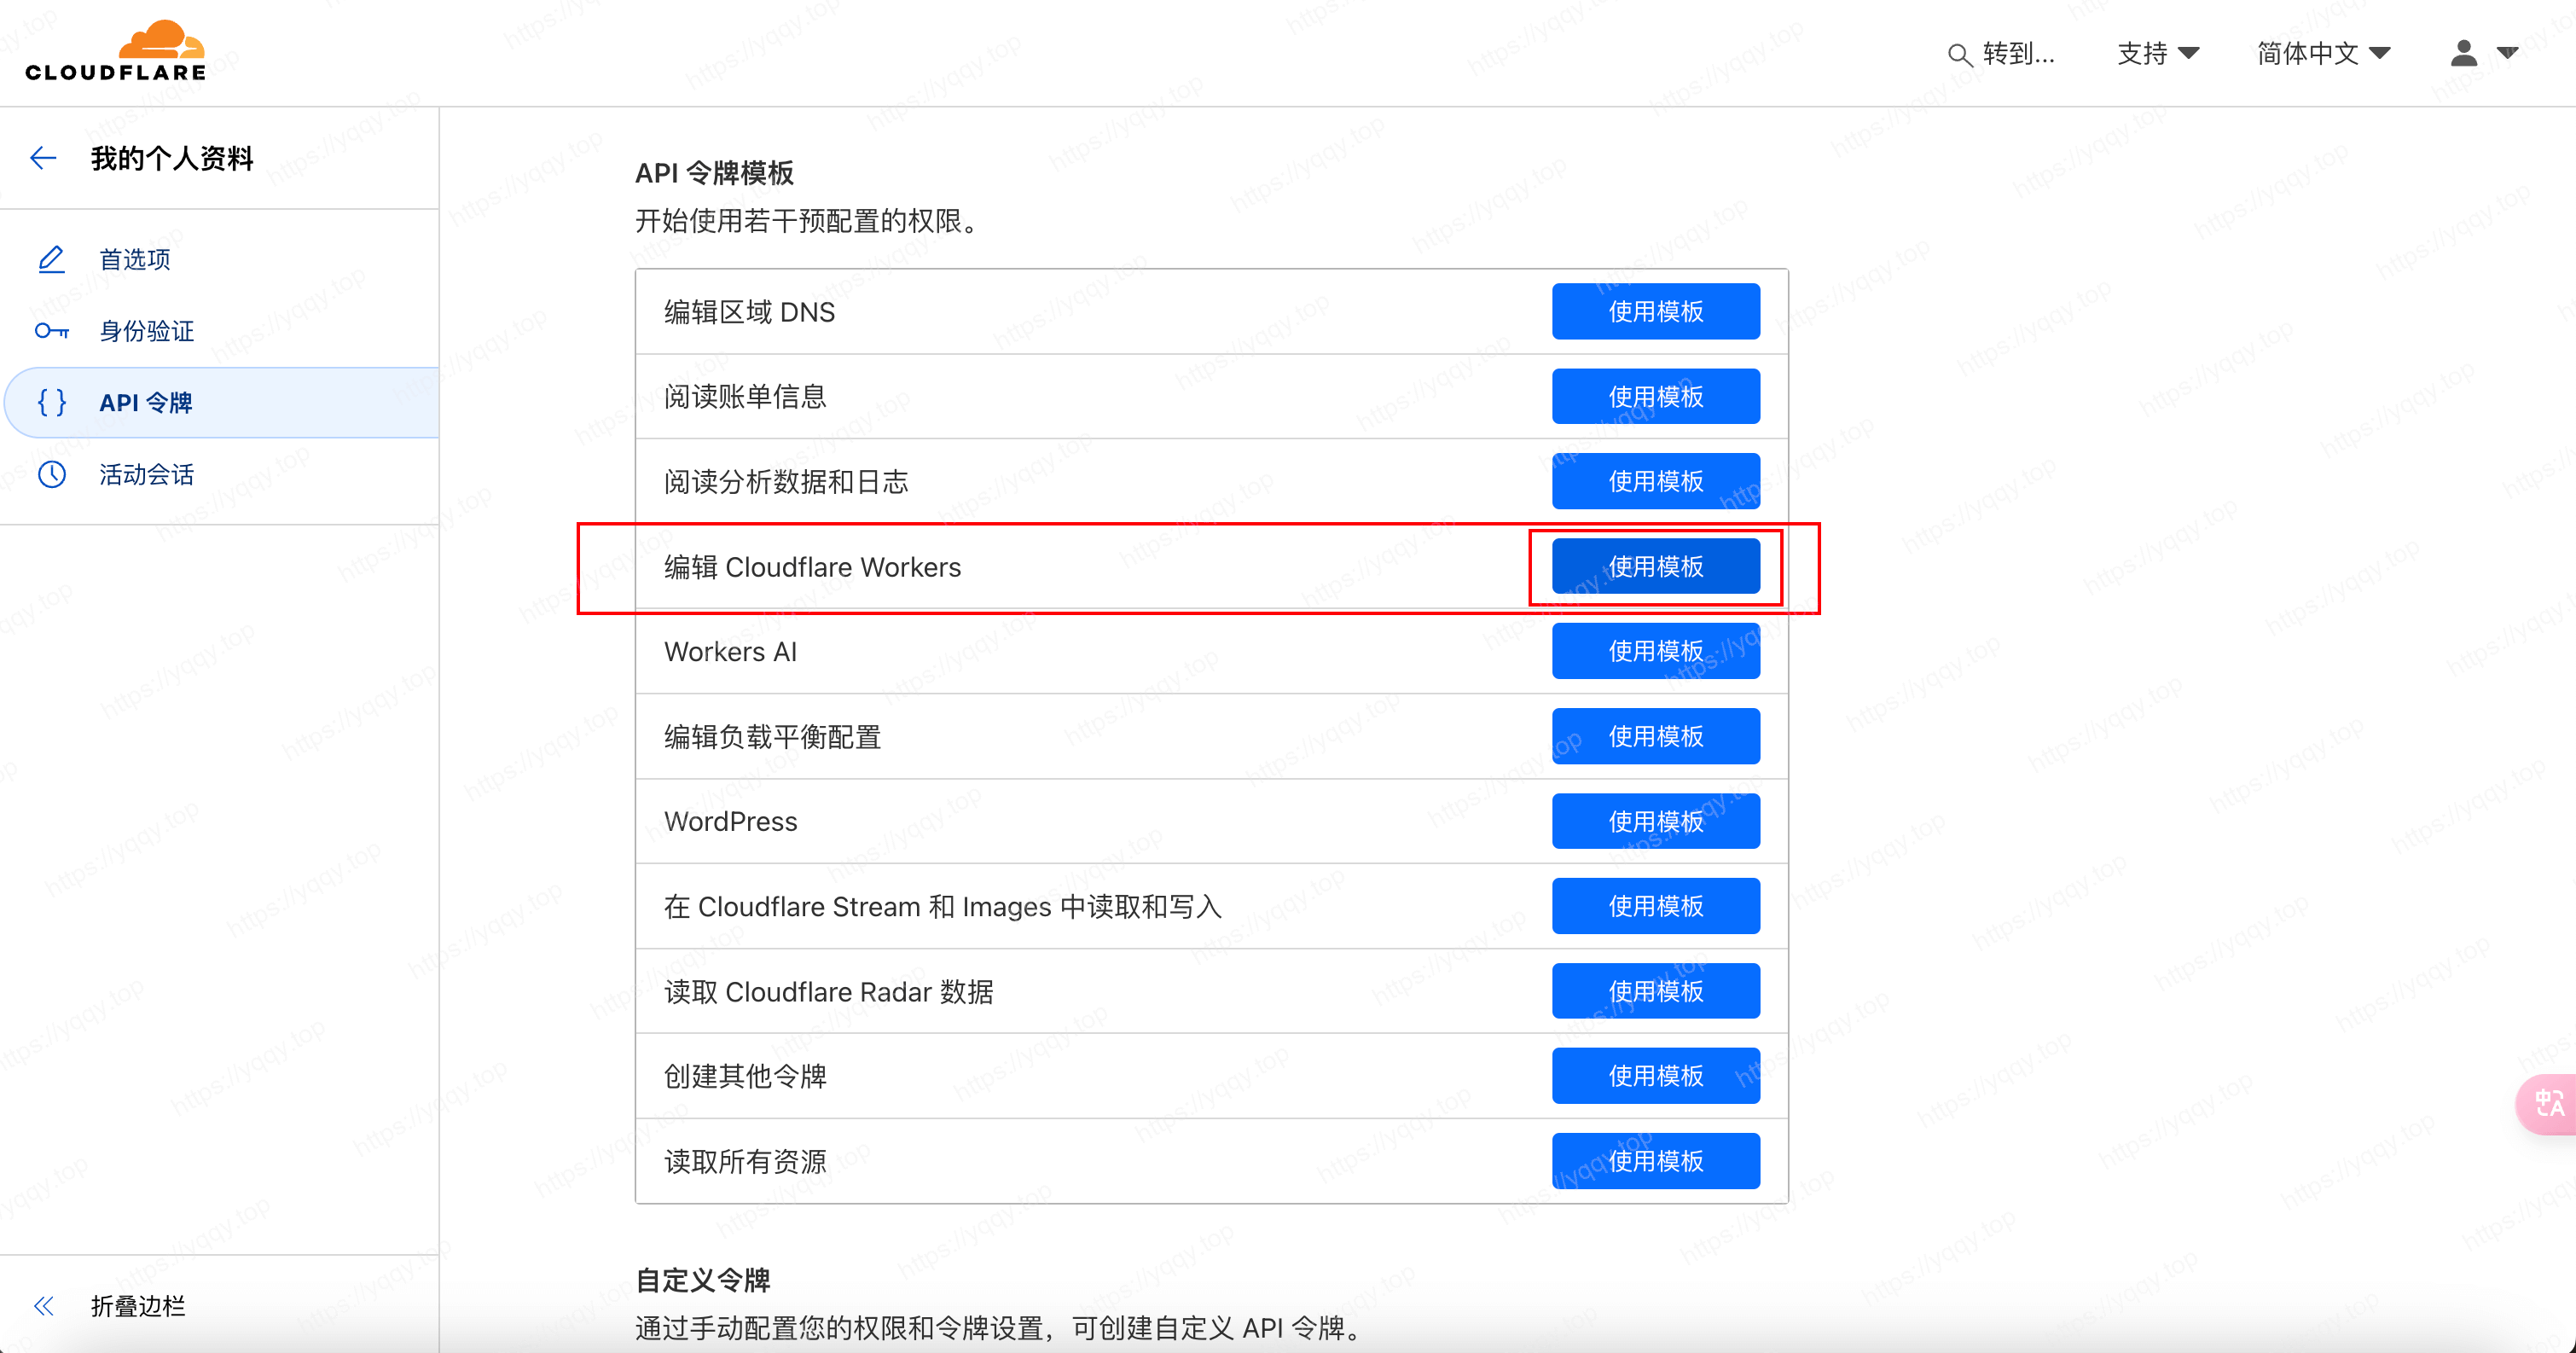 CLOUDFLARE
转到...
支持
简体中文
我的个人资料
首选项
身份验证
API 令牌
活动会话
折叠边栏
API 令牌模板
开始使用若干预配置的权限。
编辑区域 DNS 使用模板
阅读账单信息 使用模板
阅读分析数据和日志 使用模板
编辑 Cloudflare Workers 使用模板
Workers AI 使用模板
编辑负载平衡配置 使用模板
WordPress 使用模板
在 Cloudflare Stream 和 Images 中读取和写入 使用模板
读取 Cloudflare Radar 数据 使用模板
创建其他令牌 使用模板
读取所有资源 使用模板
自定义令牌
通过手动配置您的权限和令牌设置，可创建自定义 API 令牌。
中A
https://yqqy.top